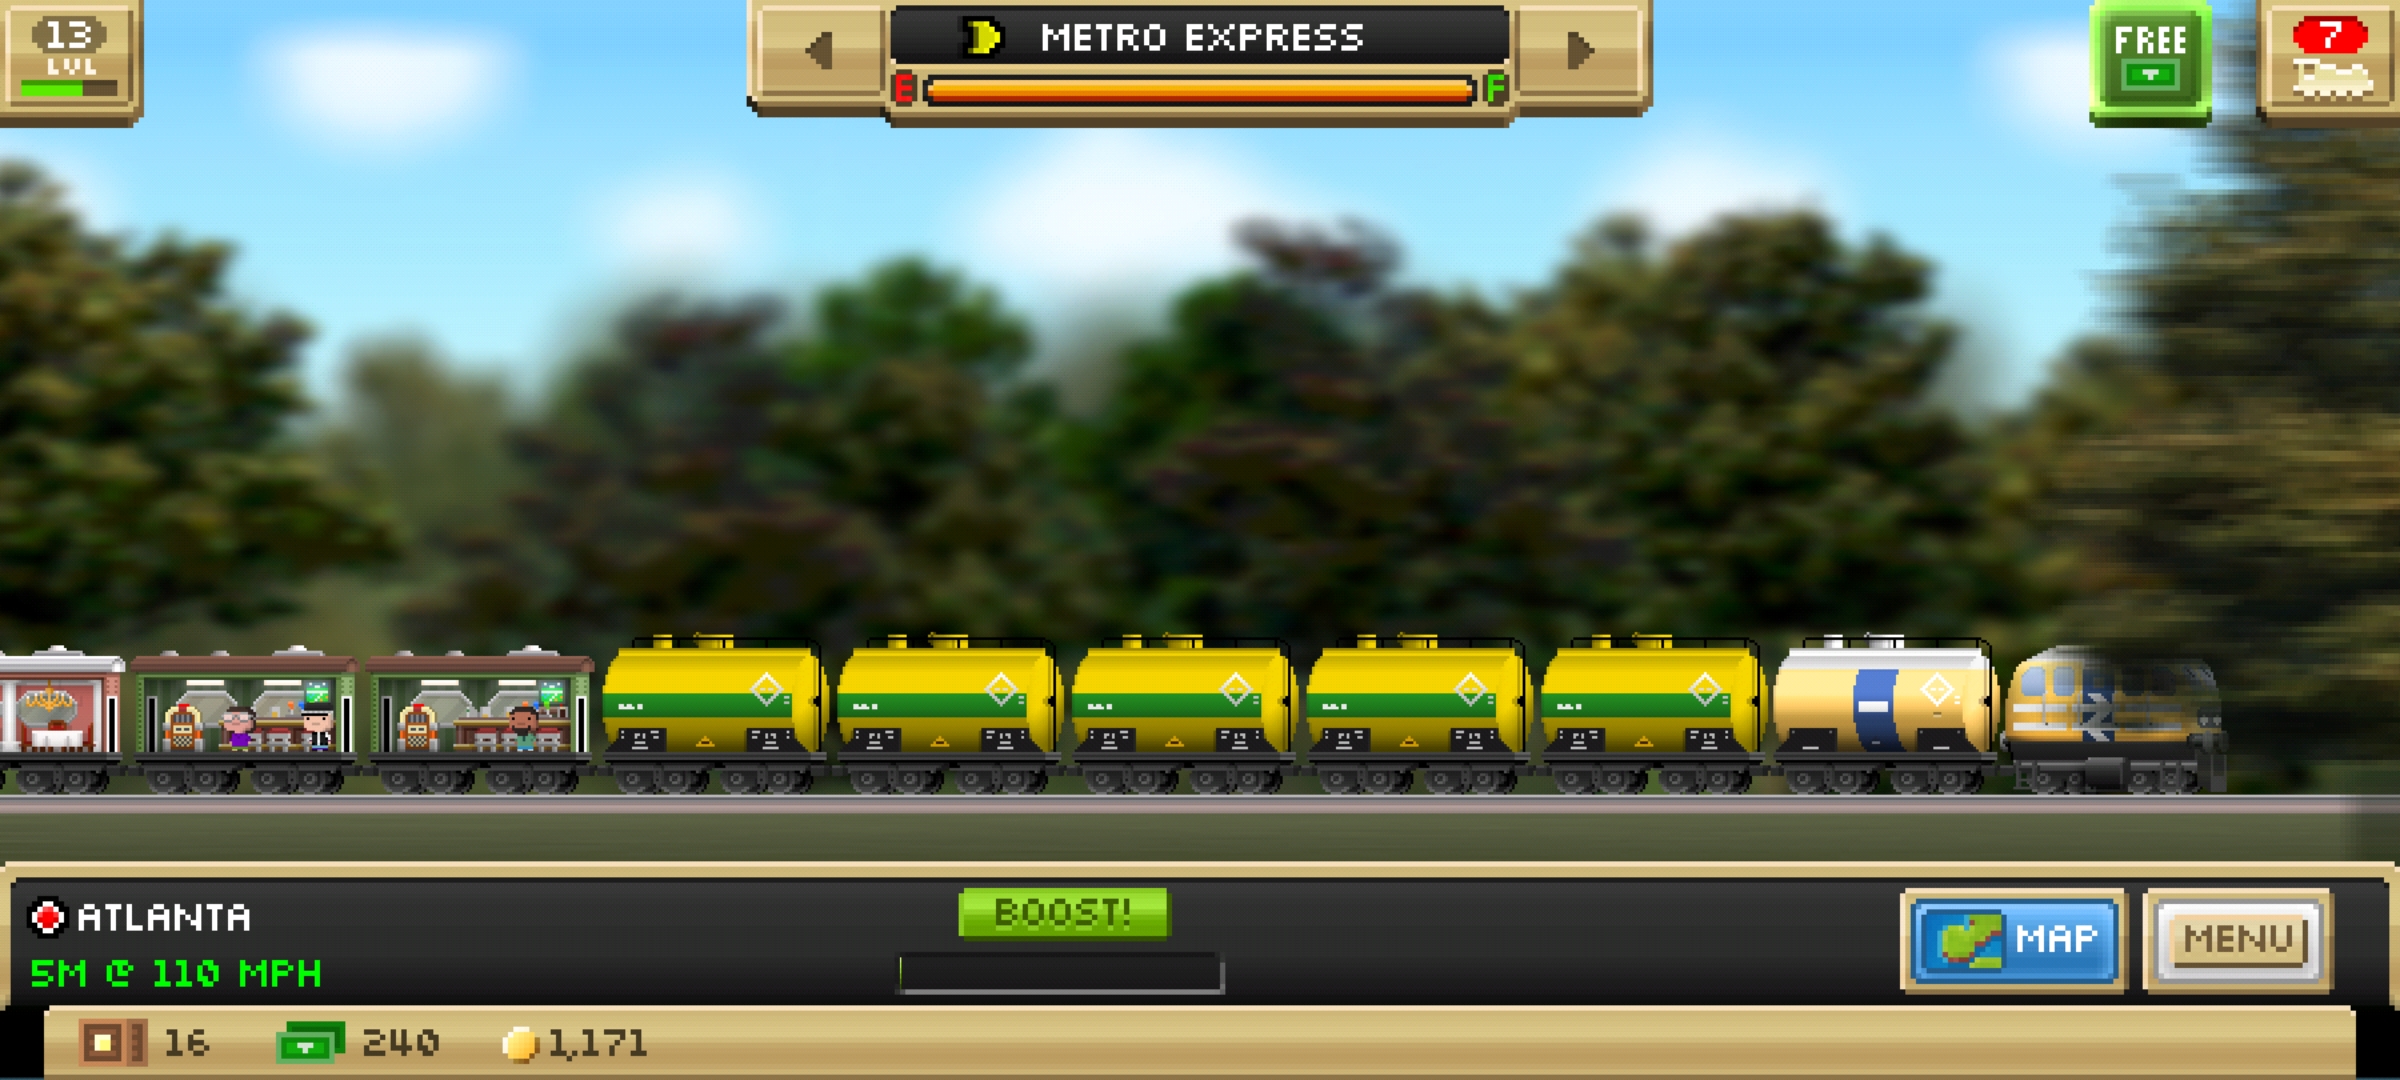 13
LVL
METRO EXPRESS
E F
FREE
7
ATLANTA
5M @ 110 MPH
BOOST!
MAP
MENU
16
240
1,171